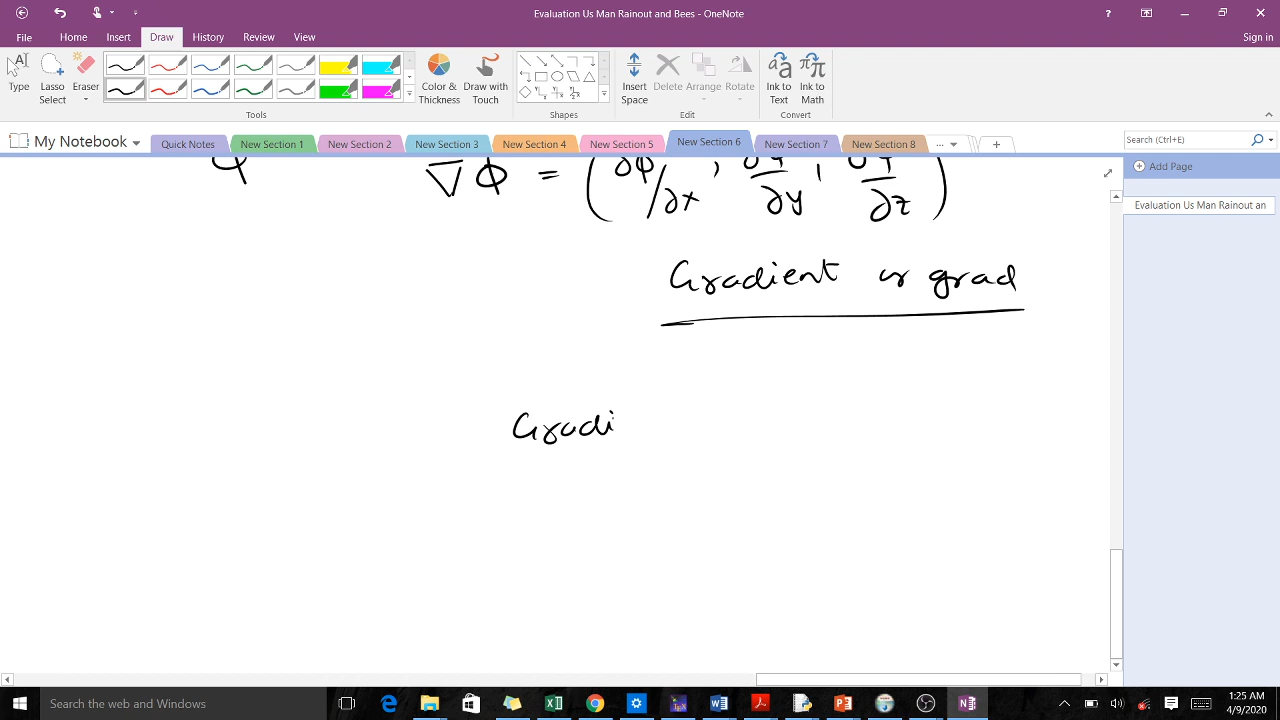 Evaluation Us Man Rainout and Bees - OneNote
File Home Insert Draw History Review View Sign in
Type Lasso Select Eraser Color & Thickness Draw with Touch Insert Space Delete Arrange Rotate Ink to Text Ink to Math
Tools Shapes Edit Convert
My Notebook Quick Notes New Section 1 New Section 2 New Section 3 New Section 4 New Section 5 New Section 6 New Section 7 New Section 8 ... + Search (Ctrl+E)
Add Page
Evaluation Us Man Rainout an
φ ∇φ = (∂φ/∂x, ∂φ/∂y, ∂φ/∂z)
Gradient or grad
Gradi
Search the web and Windows
1:25 AM
4/9/2020